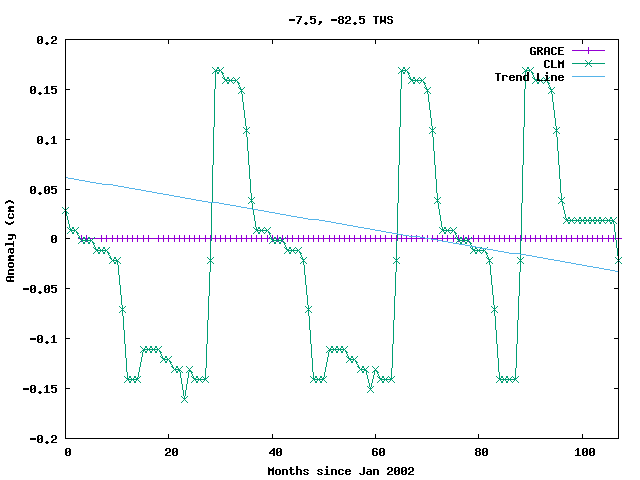 -7.5, -82.5 TWS
GRACE
CLM
Trend Line
0.2
0.15
0.1
0.05
0
-0.05
-0.1
-0.15
-0.2
Anomaly (cm)
0 20 40 60 80 100
Months since Jan 2002